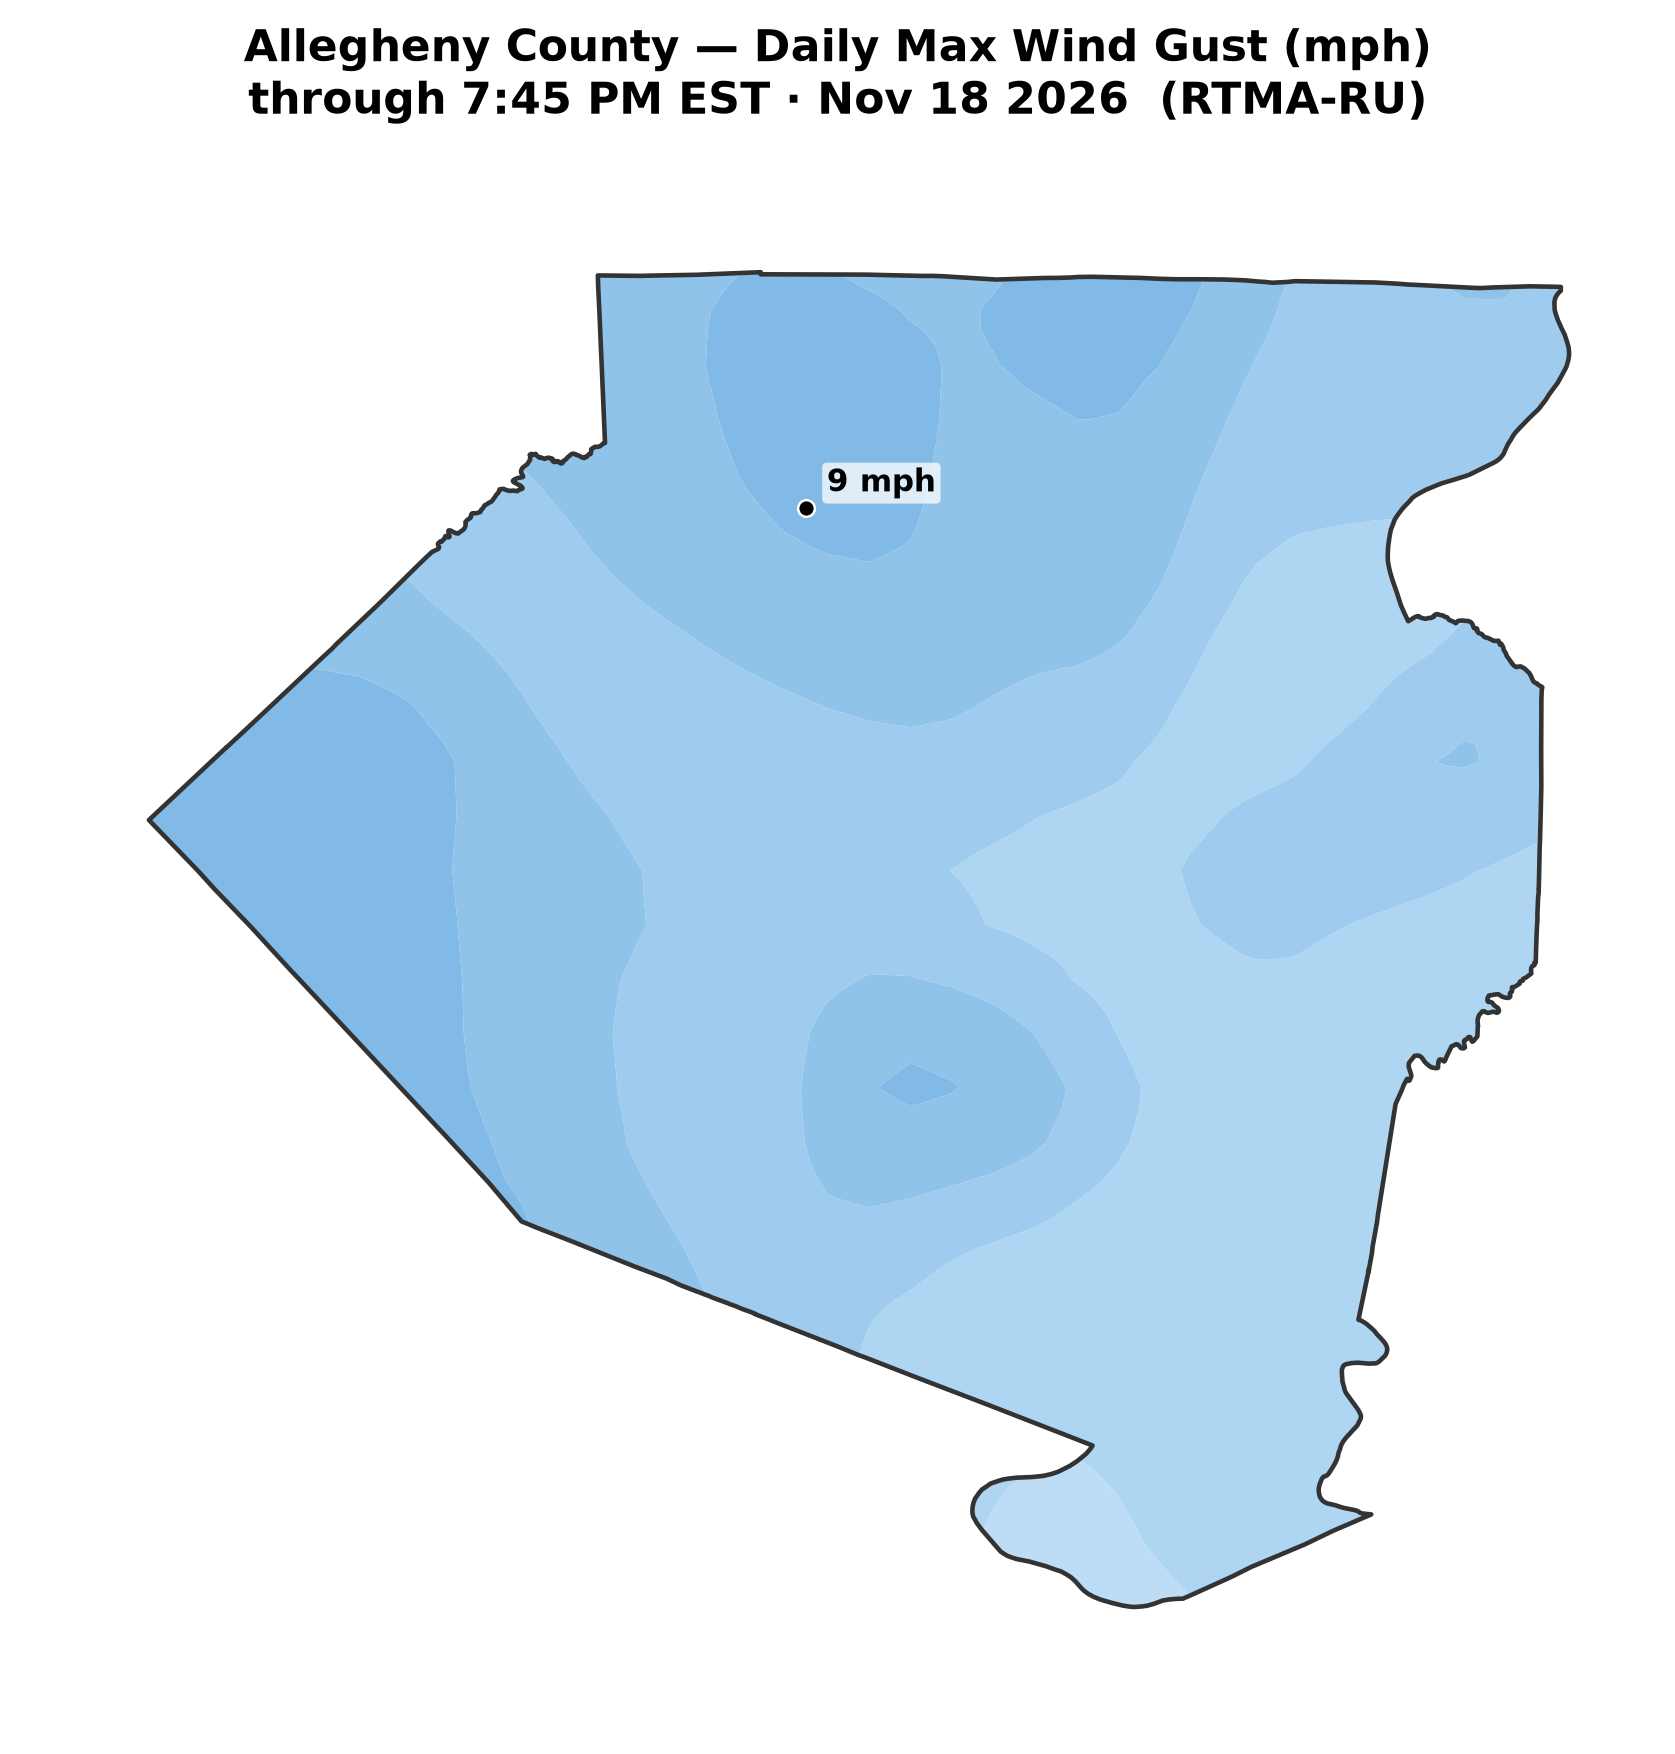 Allegheny County — Daily Max Wind Gust (mph)
through 7:45 PM EST · Nov 18 2026 (RTMA-RU)
9 mph